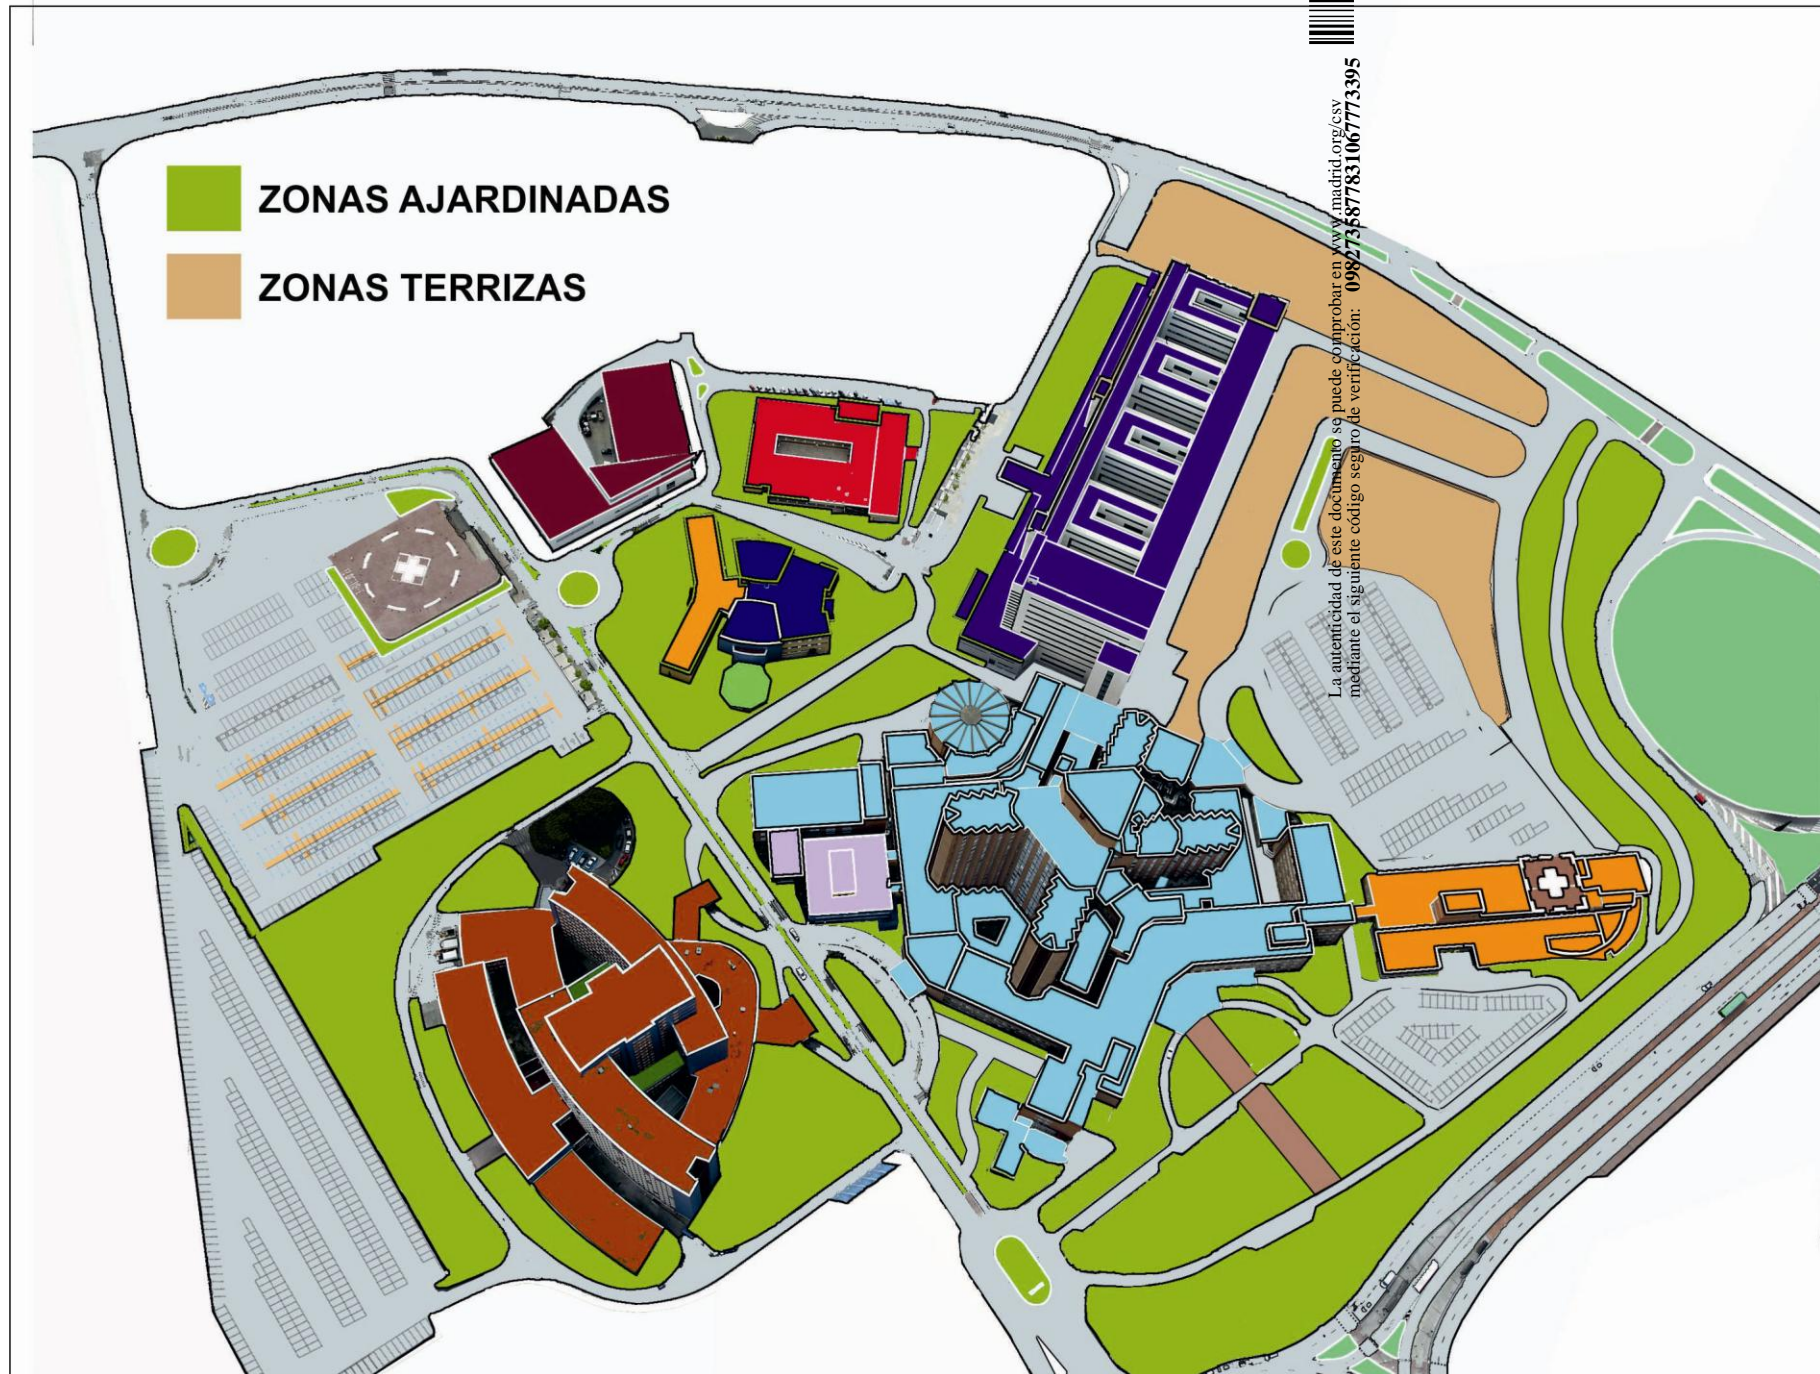 ZONAS AJARDINADAS
ZONAS TERRIZAS
La autenticidad de este documento se puede comprobar en www.madrid.org/csv
mediante el siguiente código seguro de verificación: 0982735877831067773395